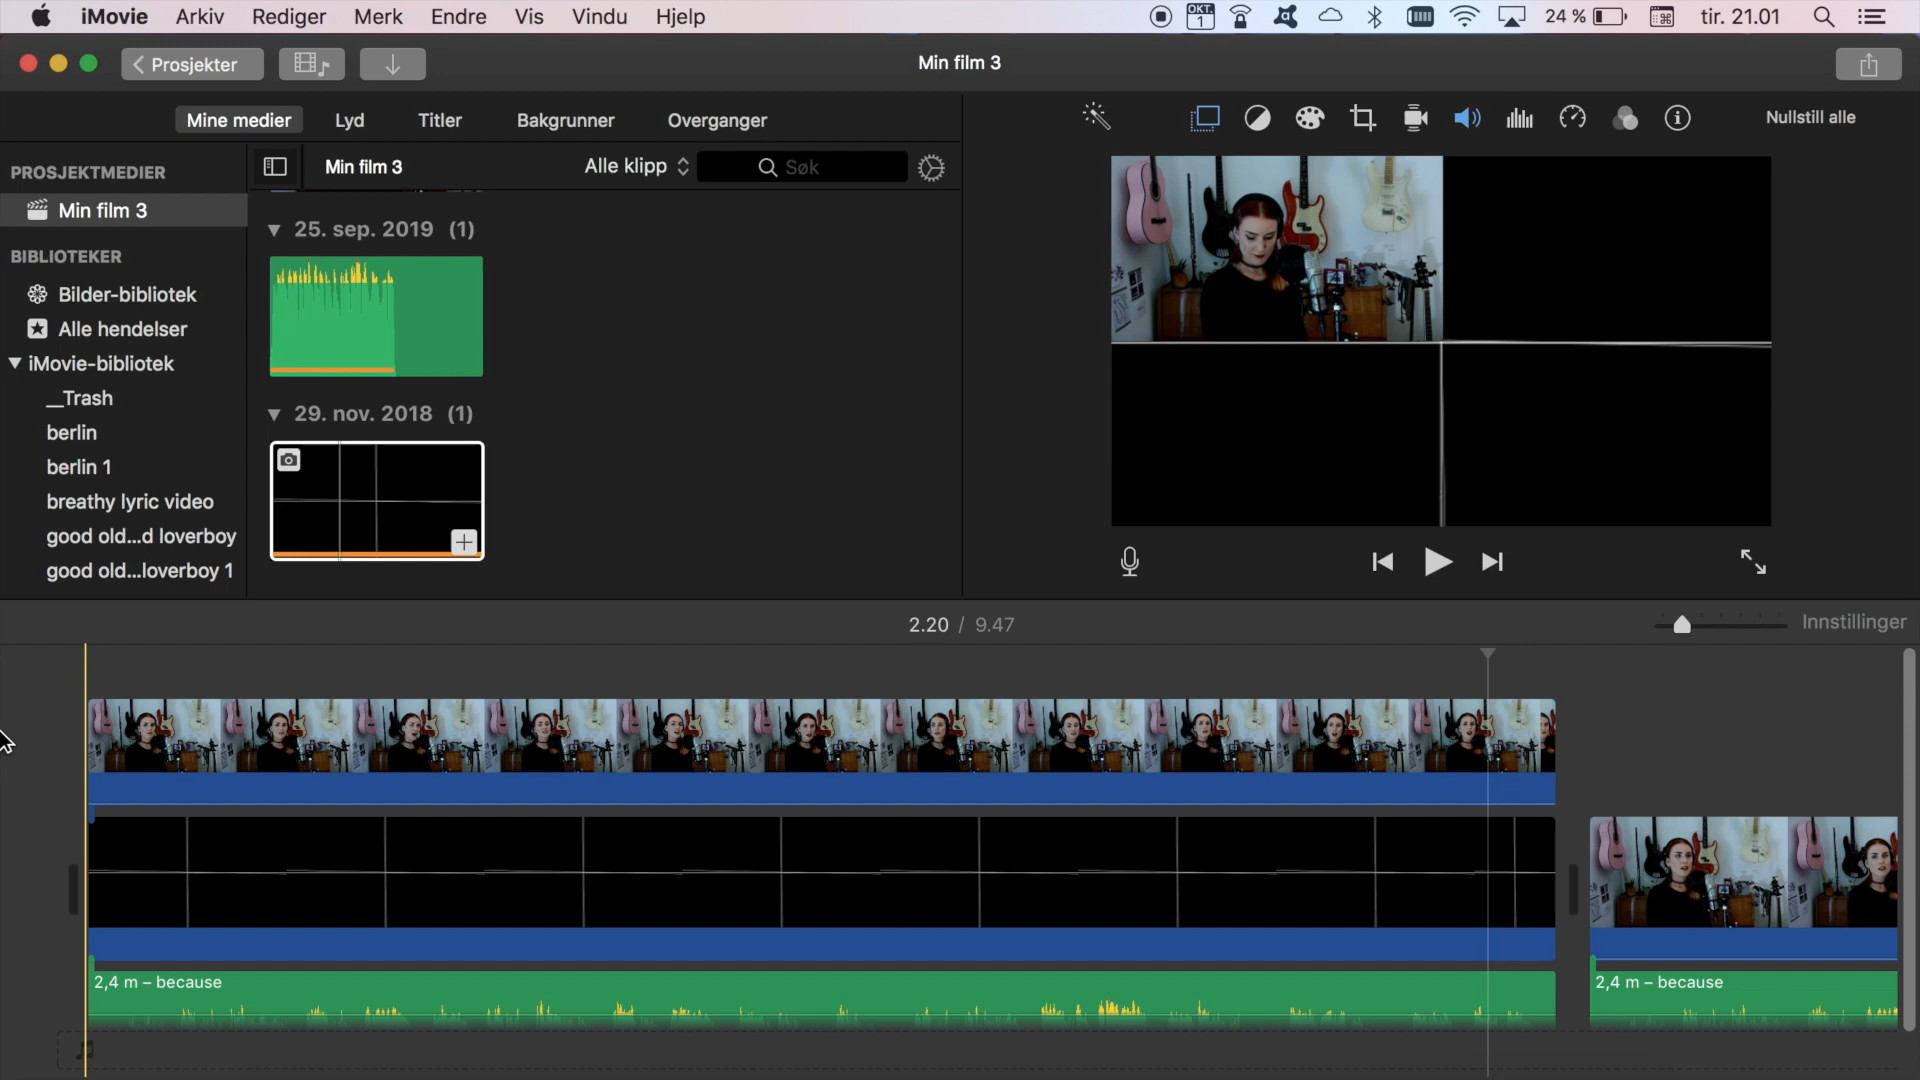 iMovie Arkiv Rediger Merk Endre Vis Vindu Hjelp OKT. 1 24 % tir. 21.01
Prosjekter Min film 3
Mine medier Lyd Titler Bakgrunner Overganger Nullstill alle
PROSJEKTMEDIER Min film 3 Alle klipp Søk
Min film 3
25. sep. 2019 (1)
BIBLIOTEKER
Bilder-bibliotek
Alle hendelser
iMovie-bibliotek
__Trash
29. nov. 2018 (1)
berlin
berlin 1
breathy lyric video
good old...d loverboy
good old...loverboy 1
2.20 / 9.47 Innstillinger
2,4 m – because 2,4 m – because